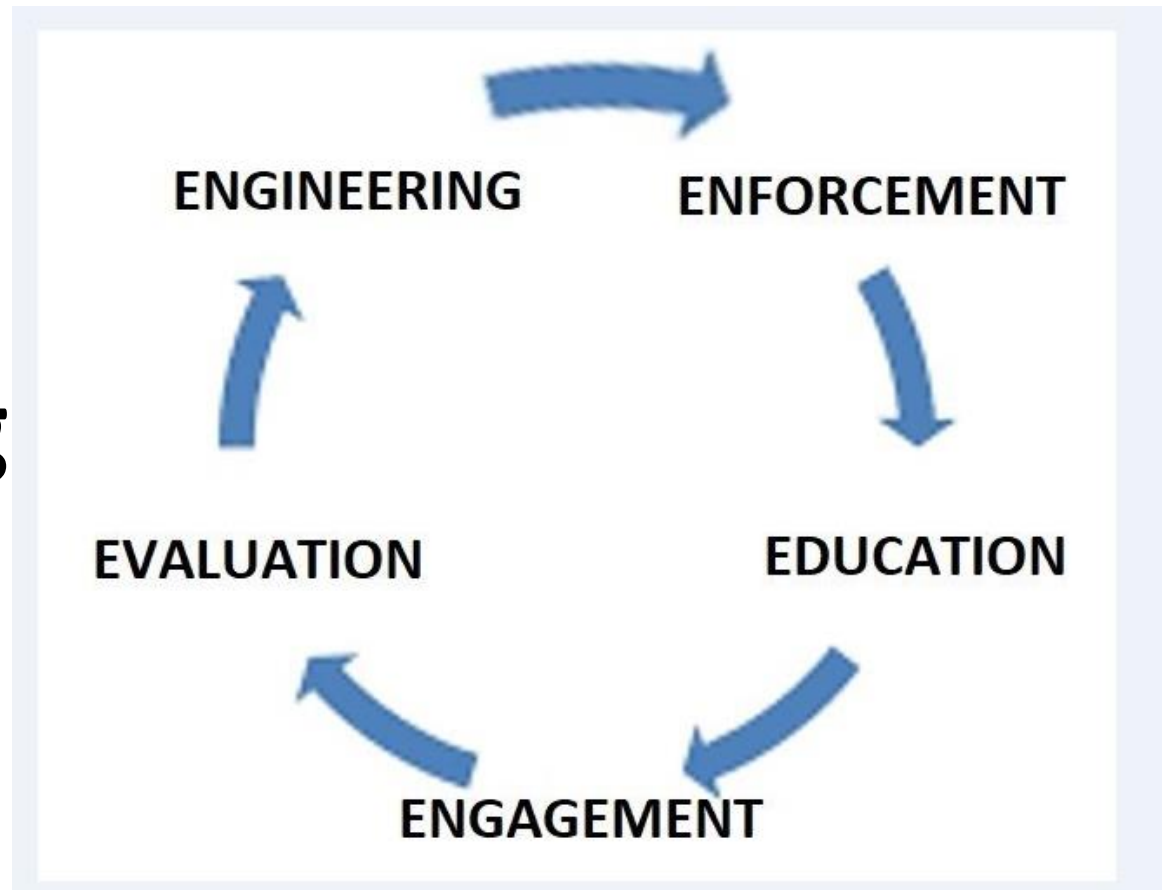 ENGINEERING
ENFORCEMENT
EVALUATION
EDUCATION
ENGAGEMENT